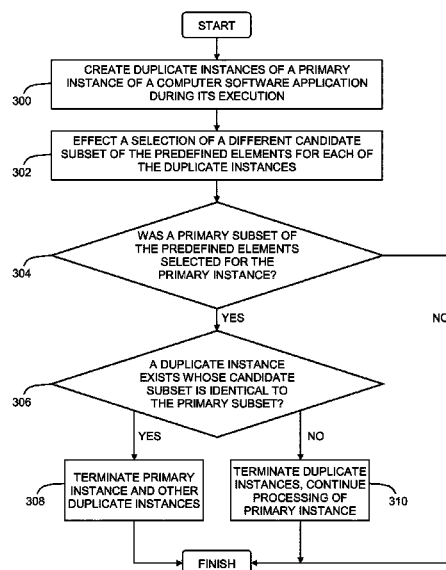 START
CREATE DUPLICATE INSTANCES OF A PRIMARY
INSTANCE OF A COMPUTER SOFTWARE APPLICATION
DURING ITS EXECUTION
300
EFFECT A SELECTION OF A DIFFERENT CANDIDATE
SUBSET OF THE PREDEFINED ELEMENTS FOR EACH OF
THE DUPLICATE INSTANCES
302
WAS A PRIMARY SUBSET OF
THE PREDEFINED ELEMENTS
SELECTED FOR THE
PRIMARY INSTANCE?
304
NO
YES
A DUPLICATE INSTANCE
EXISTS WHOSE CANDIDATE
SUBSET IS IDENTICAL TO
THE PRIMARY SUBSET?
306
YES
NO
TERMINATE PRIMARY
INSTANCE AND OTHER
DUPLICATE INSTANCES
308
TERMINATE DUPLICATE
INSTANCES, CONTINUE
PROCESSING OF
PRIMARY INSTANCE
310
FINISH